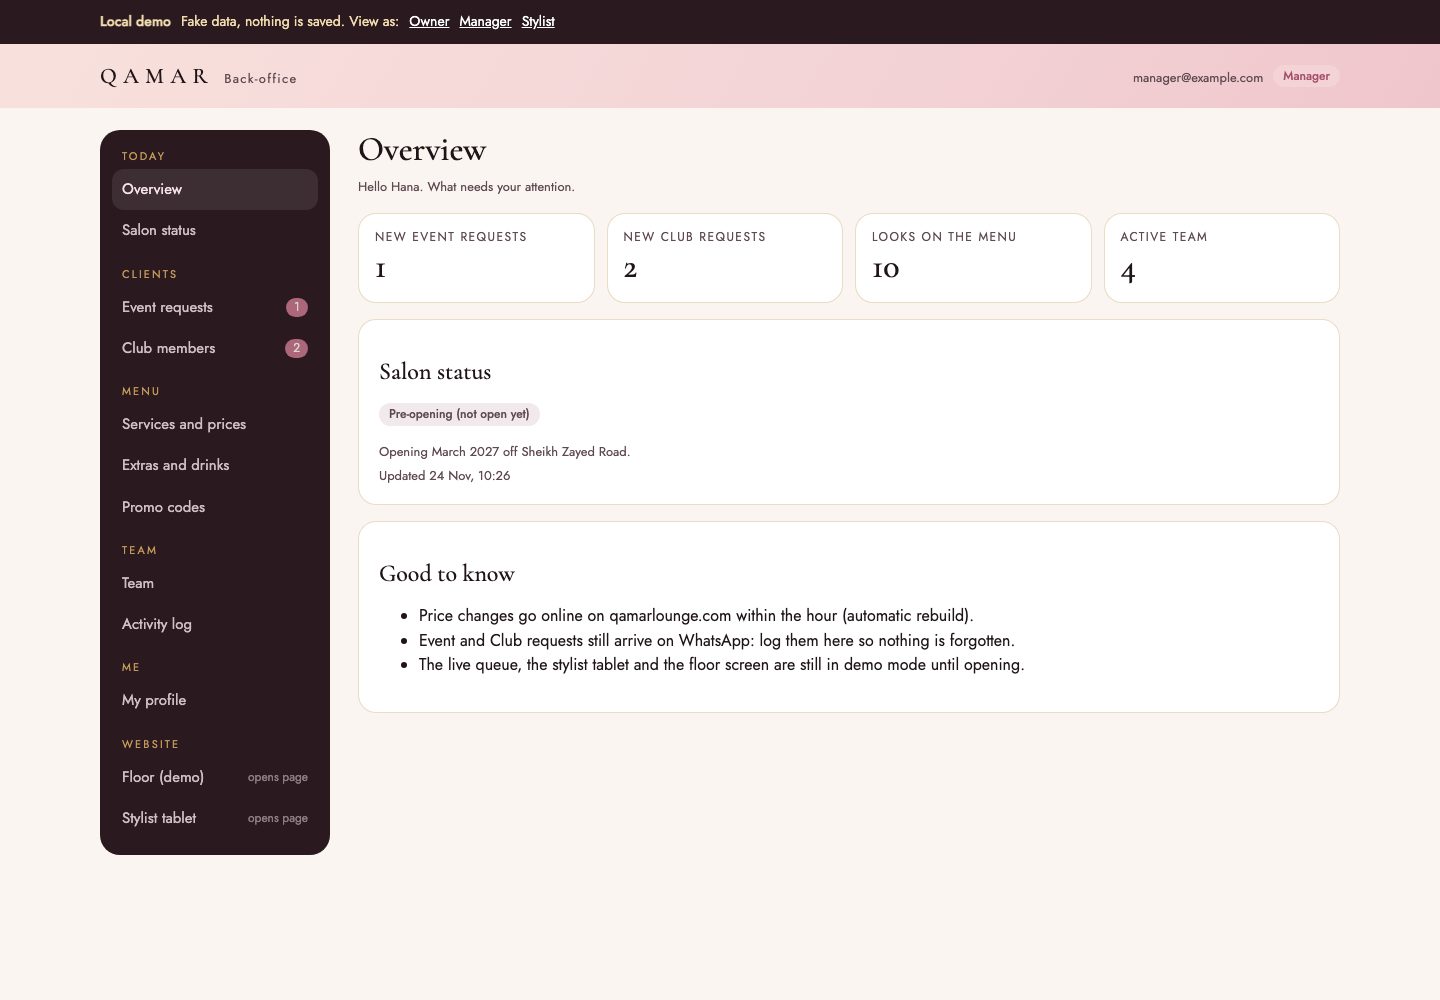 Local demo Fake data, nothing is saved. View as: Owner Manager Stylist
QAMAR Back-office
manager@example.com Manager
TODAY
Overview
Salon status
CLIENTS
Event requests 1
Club members 2
MENU
Services and prices
Extras and drinks
Promo codes
TEAM
Team
Activity log
ME
My profile
WEBSITE
Floor (demo) opens page
Stylist tablet opens page
Overview
Hello Hana. What needs your attention.
NEW EVENT REQUESTS
1
NEW CLUB REQUESTS
2
LOOKS ON THE MENU
10
ACTIVE TEAM
4
Salon status
Pre-opening (not open yet)
Opening March 2027 off Sheikh Zayed Road.
Updated 24 Nov, 10:26
Good to know
• Price changes go online on qamarlounge.com within the hour (automatic rebuild).
• Event and Club requests still arrive on WhatsApp: log them here so nothing is forgotten.
• The live queue, the stylist tablet and the floor screen are still in demo mode until opening.